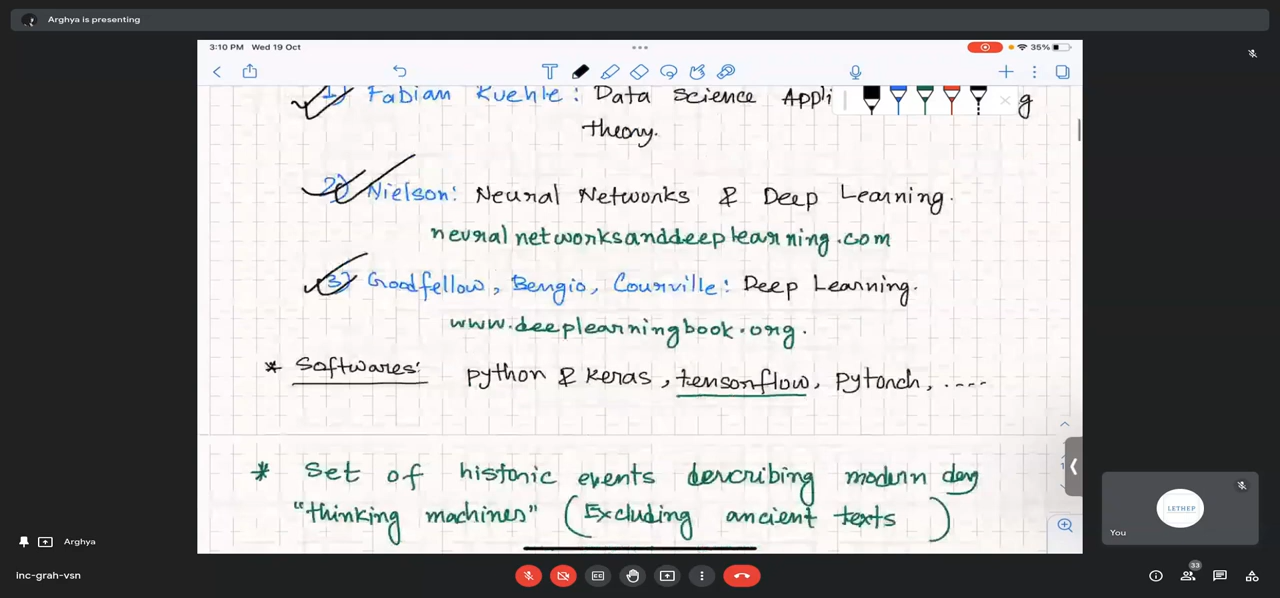 Arghya is presenting
3:10 PM Wed 19 Oct
35%
1) Fabian Ruehle: Data Science Appli g
theory.
2) Nielson: Neural Networks & Deep Learning.
neuralnetworksanddeeplearning.com
3) Goodfellow, Bengio, Courville: Deep Learning.
www.deeplearningbook.org.
* Softwares: python & Keras, tensorflow, Pytorch, ....
* Set of historic events describing modern day
"thinking machines" (Excluding ancient texts)
LETHEP
You
Arghya
inc-grah-vsn
33